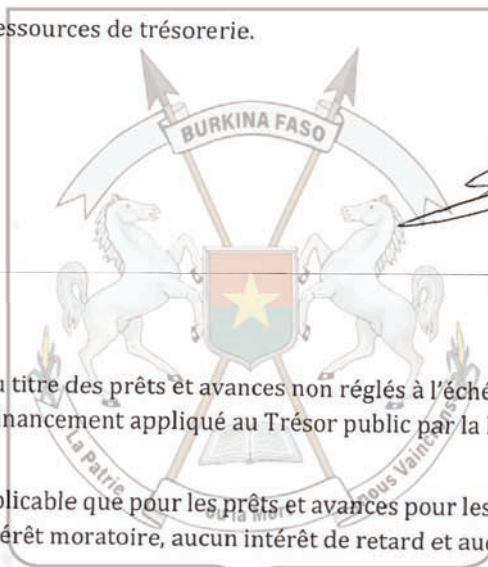 essources de trésorerie.
BURKINA FASO
u titre des prêts et avances non réglés à l'éché
inancement appliqué au Trésor public par la
plicable que pour les prêts et avances pour les
érêt moratoire, aucun intérêt de retard et auc
La Patrie
ou la Mort
nous Vaincrons